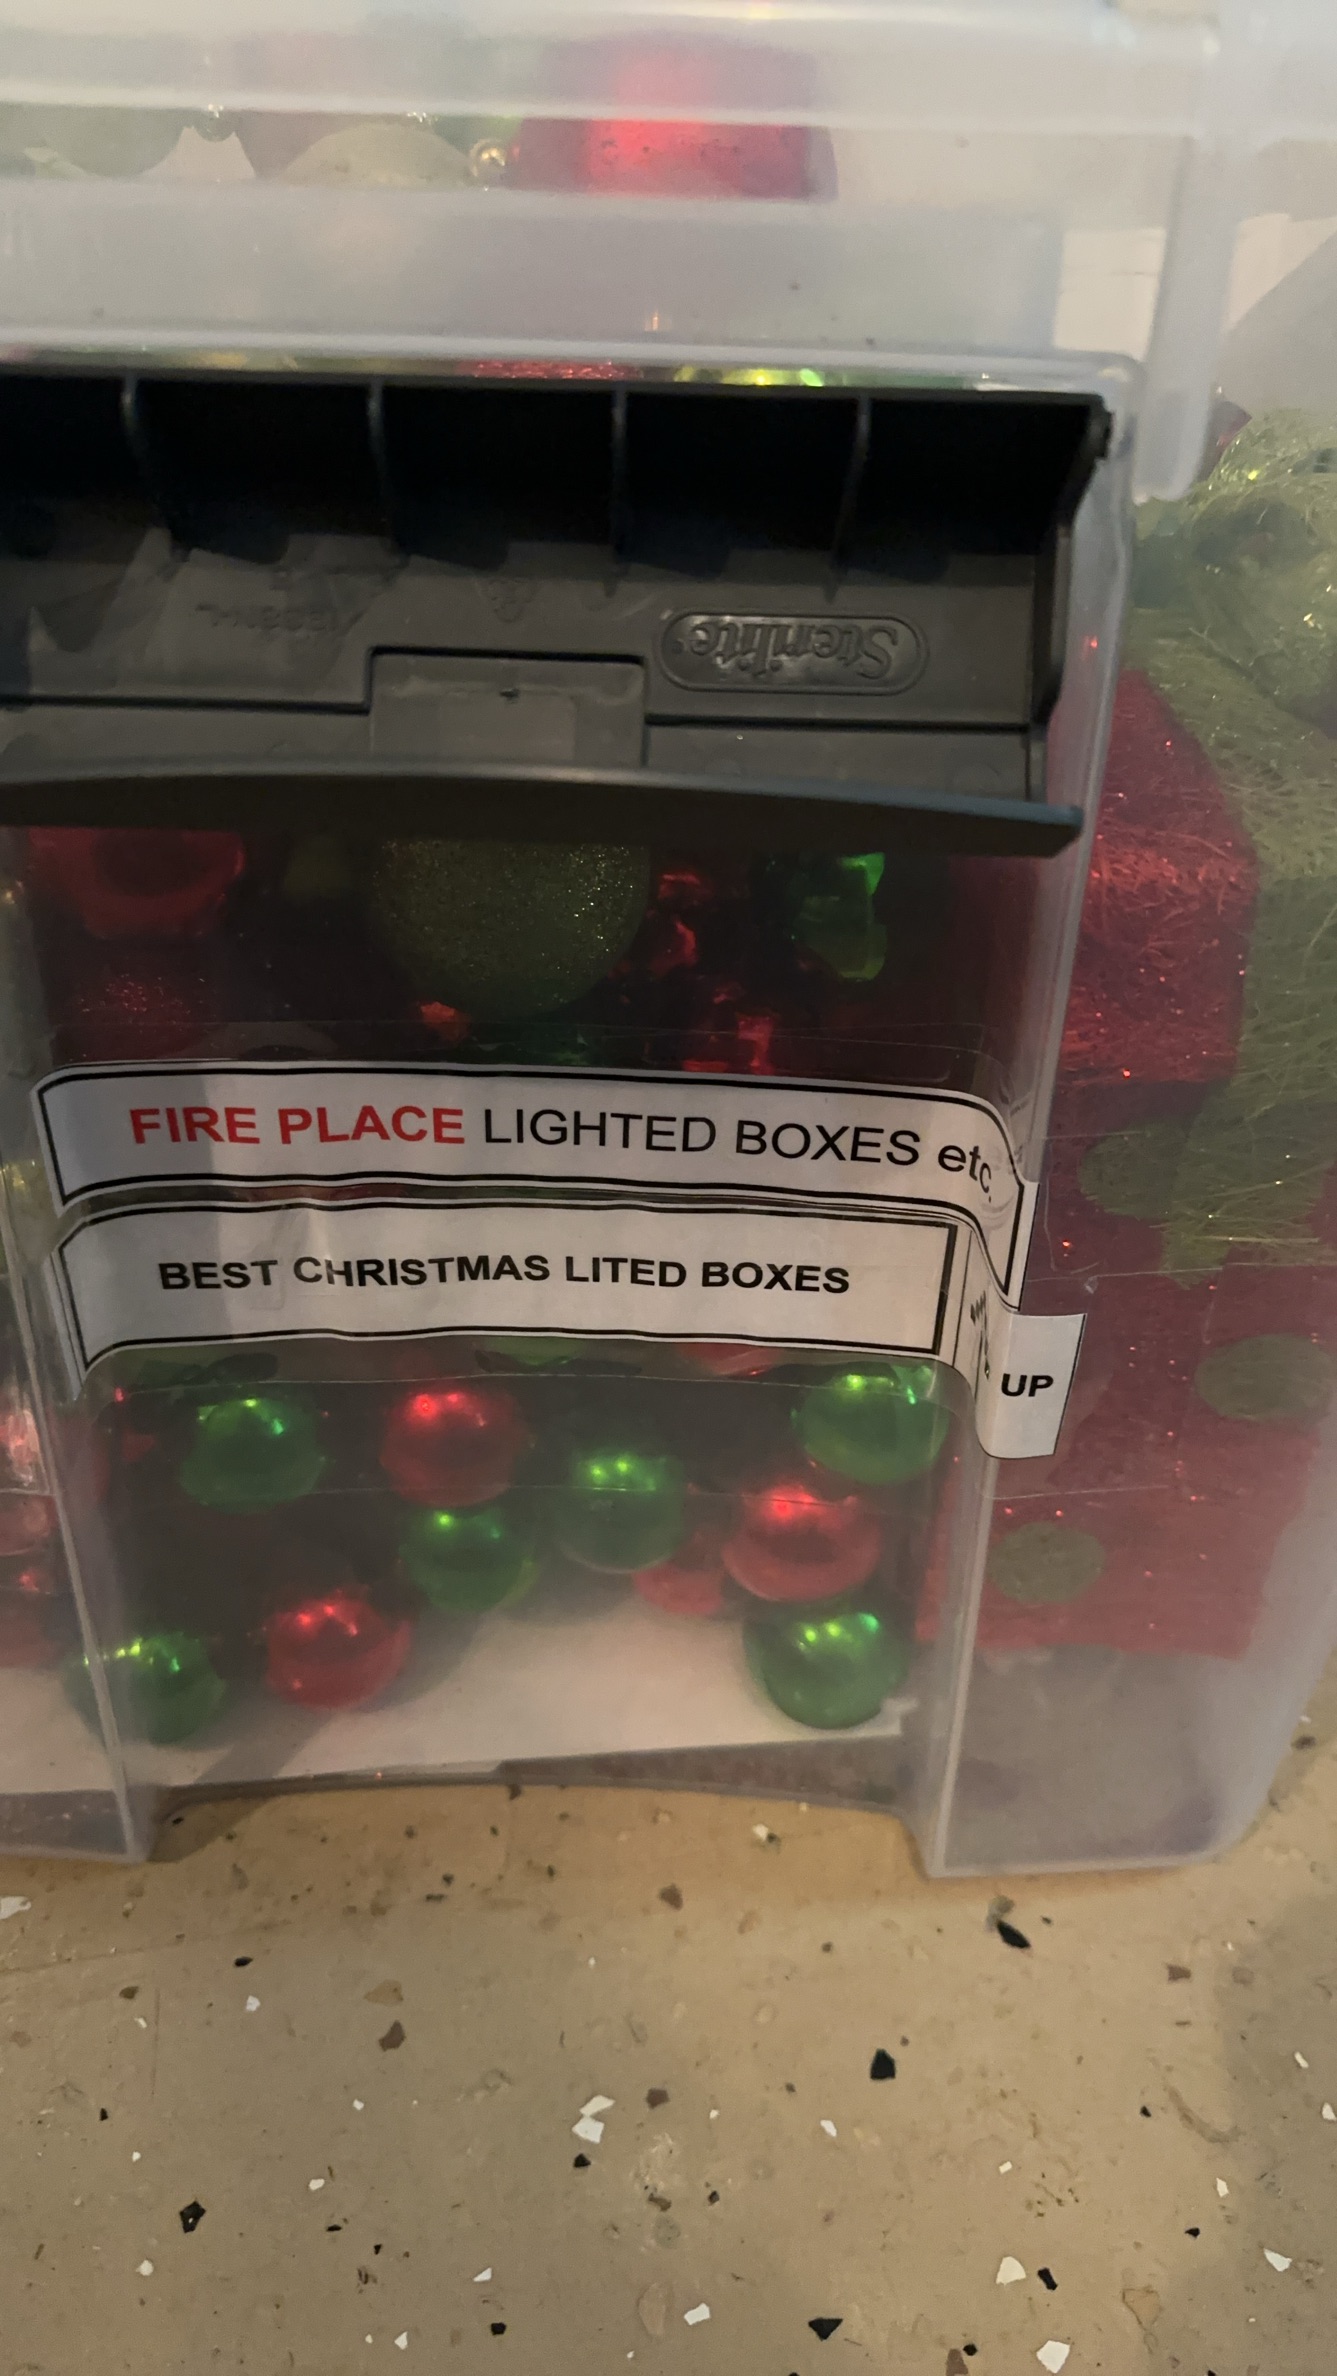 Sterilite
FIRE PLACE LIGHTED BOXES etc.
BEST CHRISTMAS LITED BOXES
UP